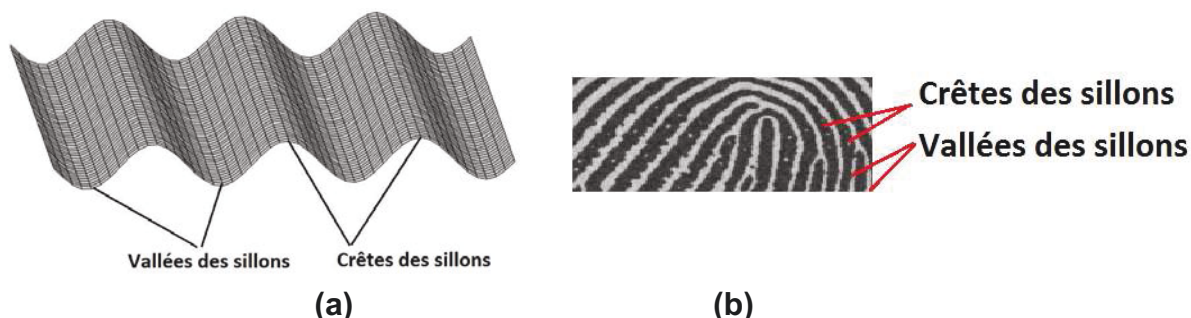 Crêtes des sillons
Vallées des sillons
Vallées des sillons
Crêtes des sillons
(a)
(b)